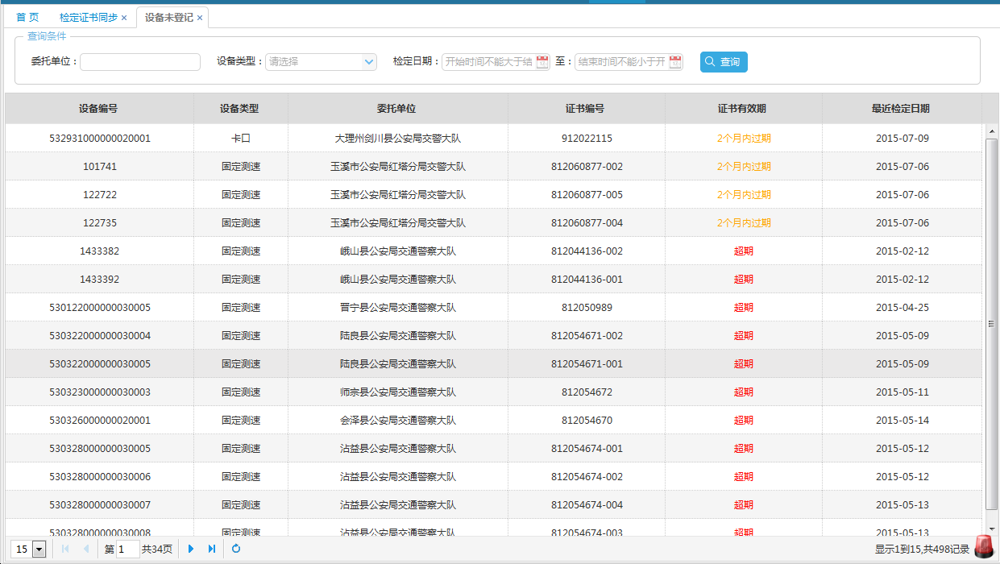 首 页 检定证书同步 × 设备未登记 ×
查询条件
委托单位： 设备类型： 请选择 检定日期： 开始时间不能大于结 至： 结束时间不能小于开 查询
设备编号 设备类型 委托单位 证书编号 证书有效期 最近检定日期
532931000000020001 卡口 大理州剑川县公安局交警大队 912022115 2个月内过期 2015-07-09
101741 固定测速 玉溪市公安局红塔分局交警大队 812060877-002 2个月内过期 2015-07-06
122722 固定测速 玉溪市公安局红塔分局交警大队 812060877-005 2个月内过期 2015-07-06
122735 固定测速 玉溪市公安局红塔分局交警大队 812060877-004 2个月内过期 2015-07-06
1433382 固定测速 峨山县公安局交通警察大队 812044136-002 超期 2015-02-12
1433392 固定测速 峨山县公安局交通警察大队 812044136-001 超期 2015-02-12
530122000000030005 固定测速 晋宁县公安局交通警察大队 812050989 超期 2015-04-25
530322000000030004 固定测速 陆良县公安局交通警察大队 812054671-002 超期 2015-05-09
530322000000030005 固定测速 陆良县公安局交通警察大队 812054671-001 超期 2015-05-09
530323000000030003 固定测速 师宗县公安局交通警察大队 812054672 超期 2015-05-11
530326000000020001 固定测速 会泽县公安局交通警察大队 812054670 超期 2015-05-14
530328000000030005 固定测速 沾益县公安局交通警察大队 812054674-001 超期 2015-05-12
530328000000030006 固定测速 沾益县公安局交通警察大队 812054674-002 超期 2015-05-12
530328000000030007 固定测速 沾益县公安局交通警察大队 812054674-004 超期 2015-05-13
530328000000030008 固定测速 沾益县公安局交通警察大队 812054674-003 超期 2015-05-13
15 第 1 共34页 显示1到15,共498记录